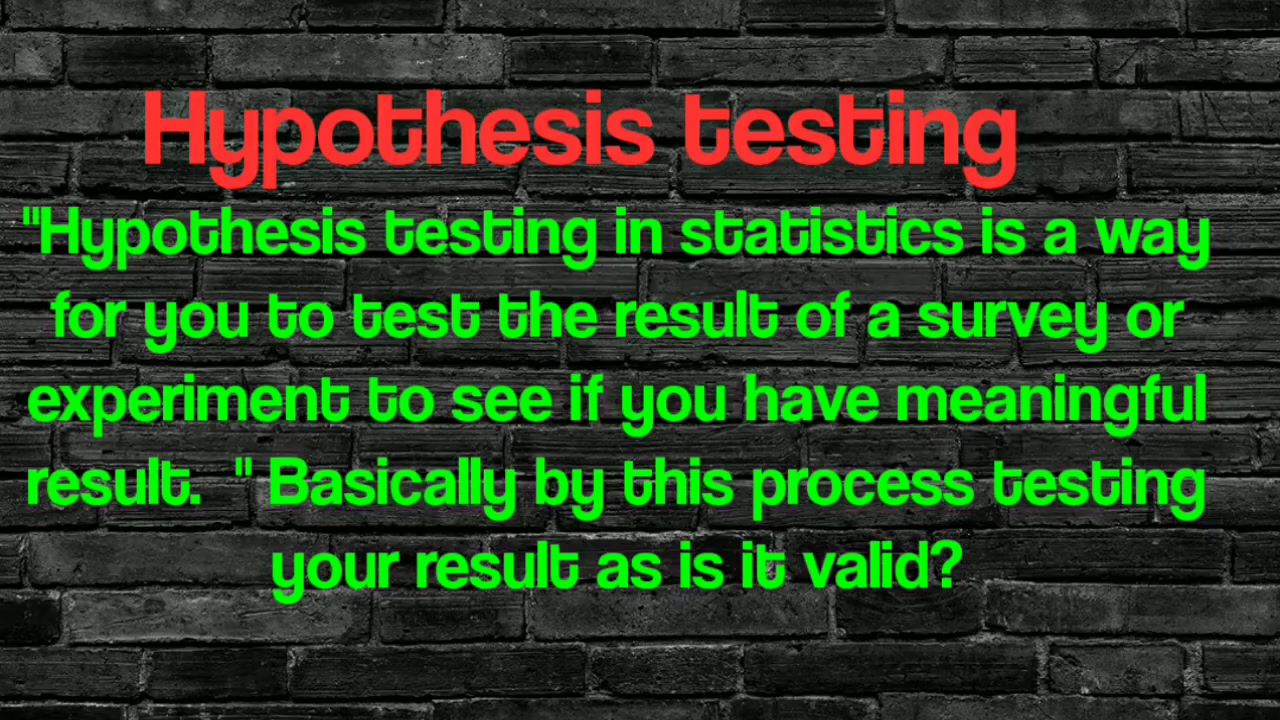 Hypothesis testing
"Hypothesis testing in statistics is a way
for you to test the result of a survey or
experiment to see if you have meaningful
result. " Basically by this process testing
your result as is it valid?